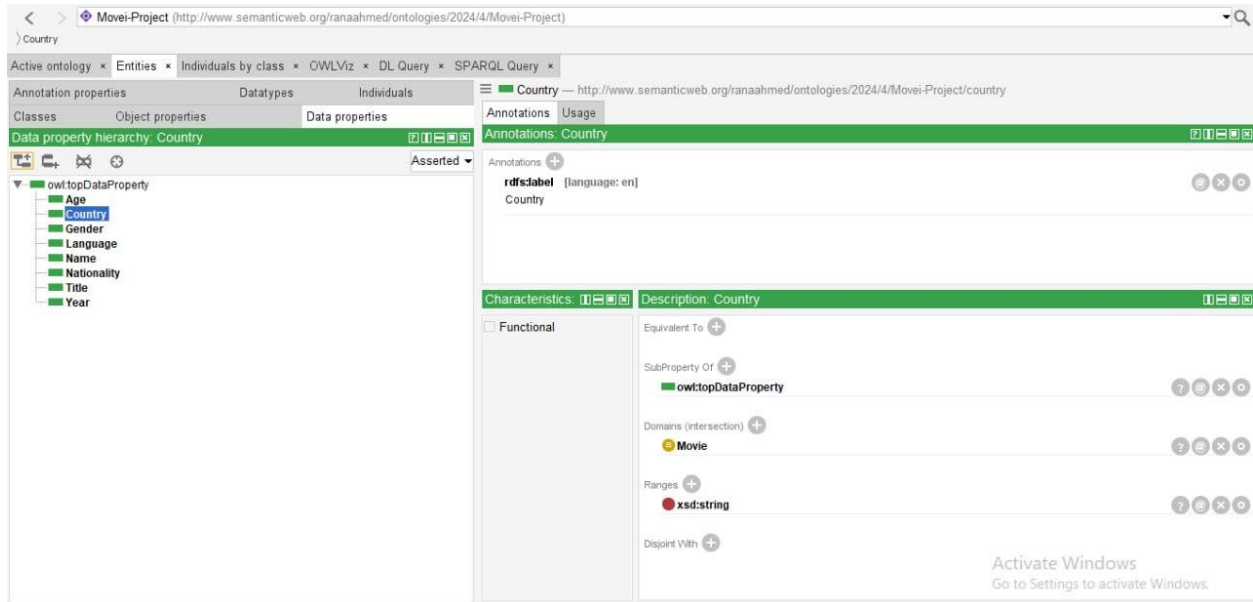 Movei-Project (http://www.semanticweb.org/ranaahmed/ontologies/2024/4/Movei-Project)
Country
Active ontology × Entities × Individuals by class × OWLViz × DL Query × SPARQL Query ×
Annotation properties Datatypes Individuals
Classes Object properties Data properties
Data property hierarchy: Country
Asserted
owl:topDataProperty
Age
Country
Gender
Language
Name
Nationality
Title
Year
Country — http://www.semanticweb.org/ranaahmed/ontologies/2024/4/Movei-Project/country
Annotations Usage
Annotations: Country
Annotations
rdfs:label [language: en]
Country
Characteristics:
Functional
Description: Country
Equivalent To
SubProperty Of
owl:topDataProperty
Domains (intersection)
Movie
Ranges
xsd:string
Disjoint With
Activate Windows
Go to Settings to activate Windows.